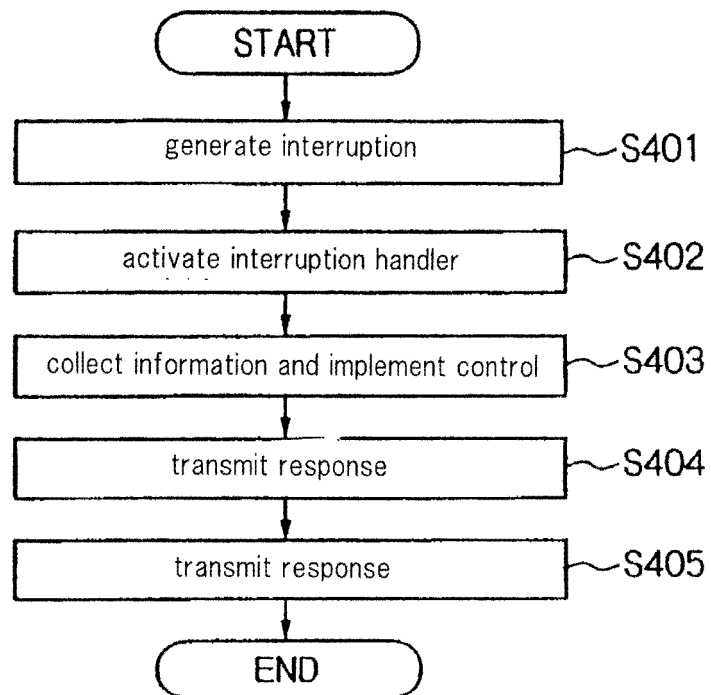 START
generate interruption
S401
activate interruption handler
S402
collect information and implement control
S403
transmit response
S404
transmit response
S405
END